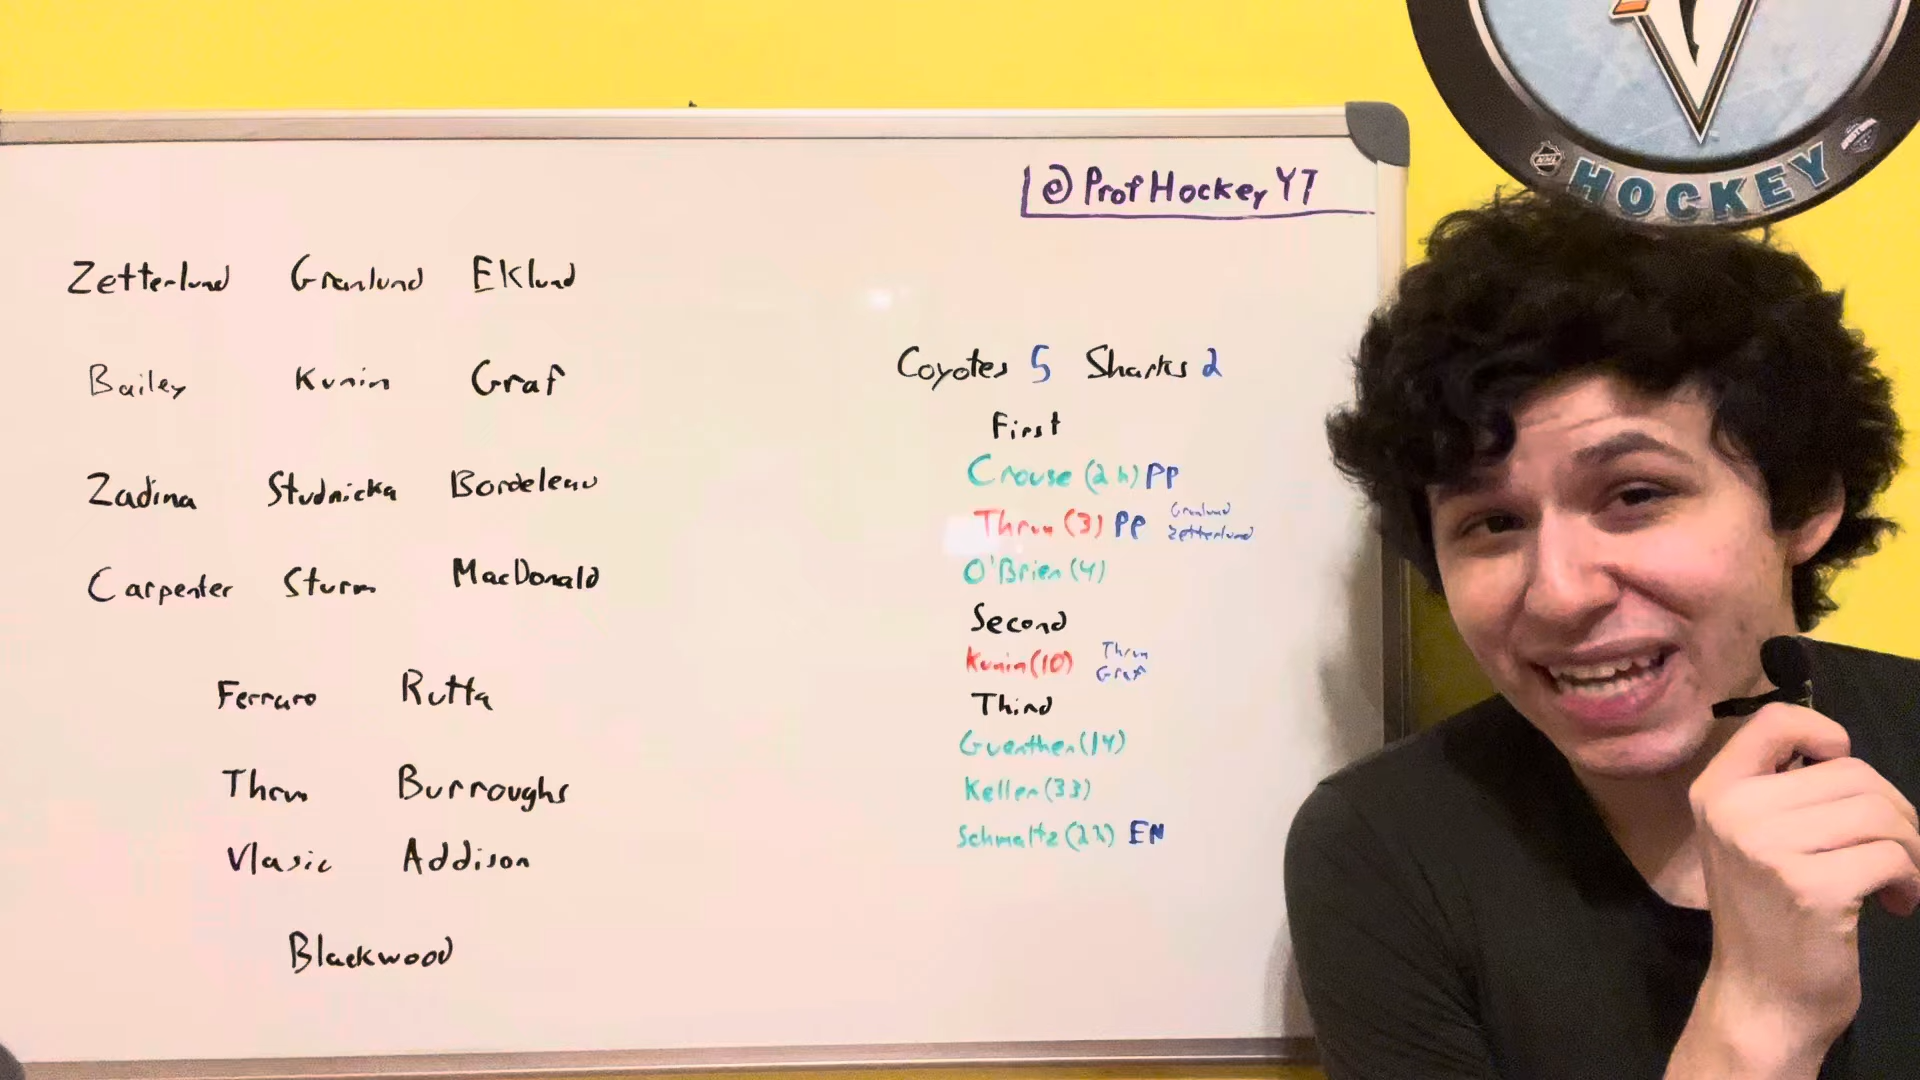 HOCKEY
NHL
@ProfHockeyYT
Zetterlund Granlund Eklund
Bailey Kunin Graf
Zadina Studnicka Bordeleau
Carpenter Sturm MacDonald
Ferraro Rutta
Thrun Burroughs
Vlasic Addison
Blackwood
Coyotes 5 Sharks 2
First
Crouse PP
Thrun (3) PP Granlund Zetterlund
O'Brien (4)
Second
Kunin (10) Thrun Graf
Third
Guenther (14)
Keller (33)
Schmaltz (22) EN